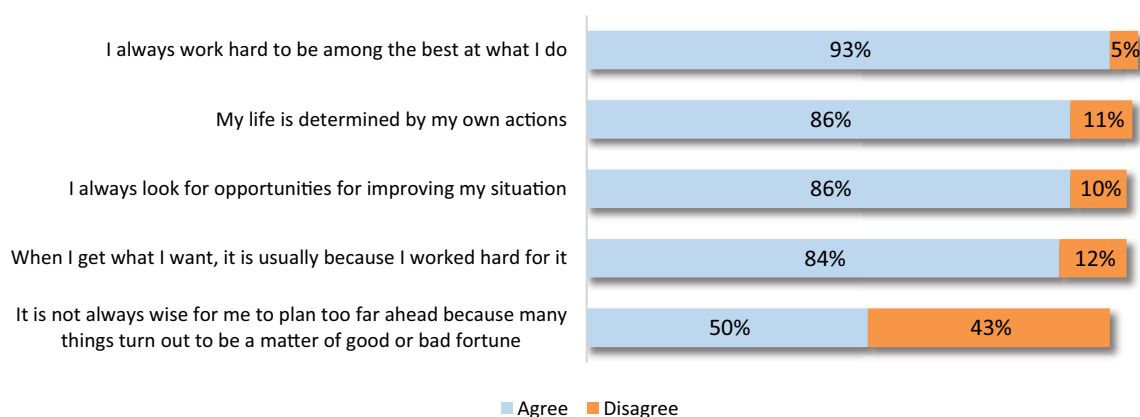 I always work hard to be among the best at what I do
93%
5%
My life is determined by my own actions
86%
11%
I always look for opportunities for improving my situation
86%
10%
When I get what I want, it is usually because I worked hard for it
84%
12%
It is not always wise for me to plan too far ahead because many
things turn out to be a matter of good or bad fortune
50%
43%
Agree
Disagree